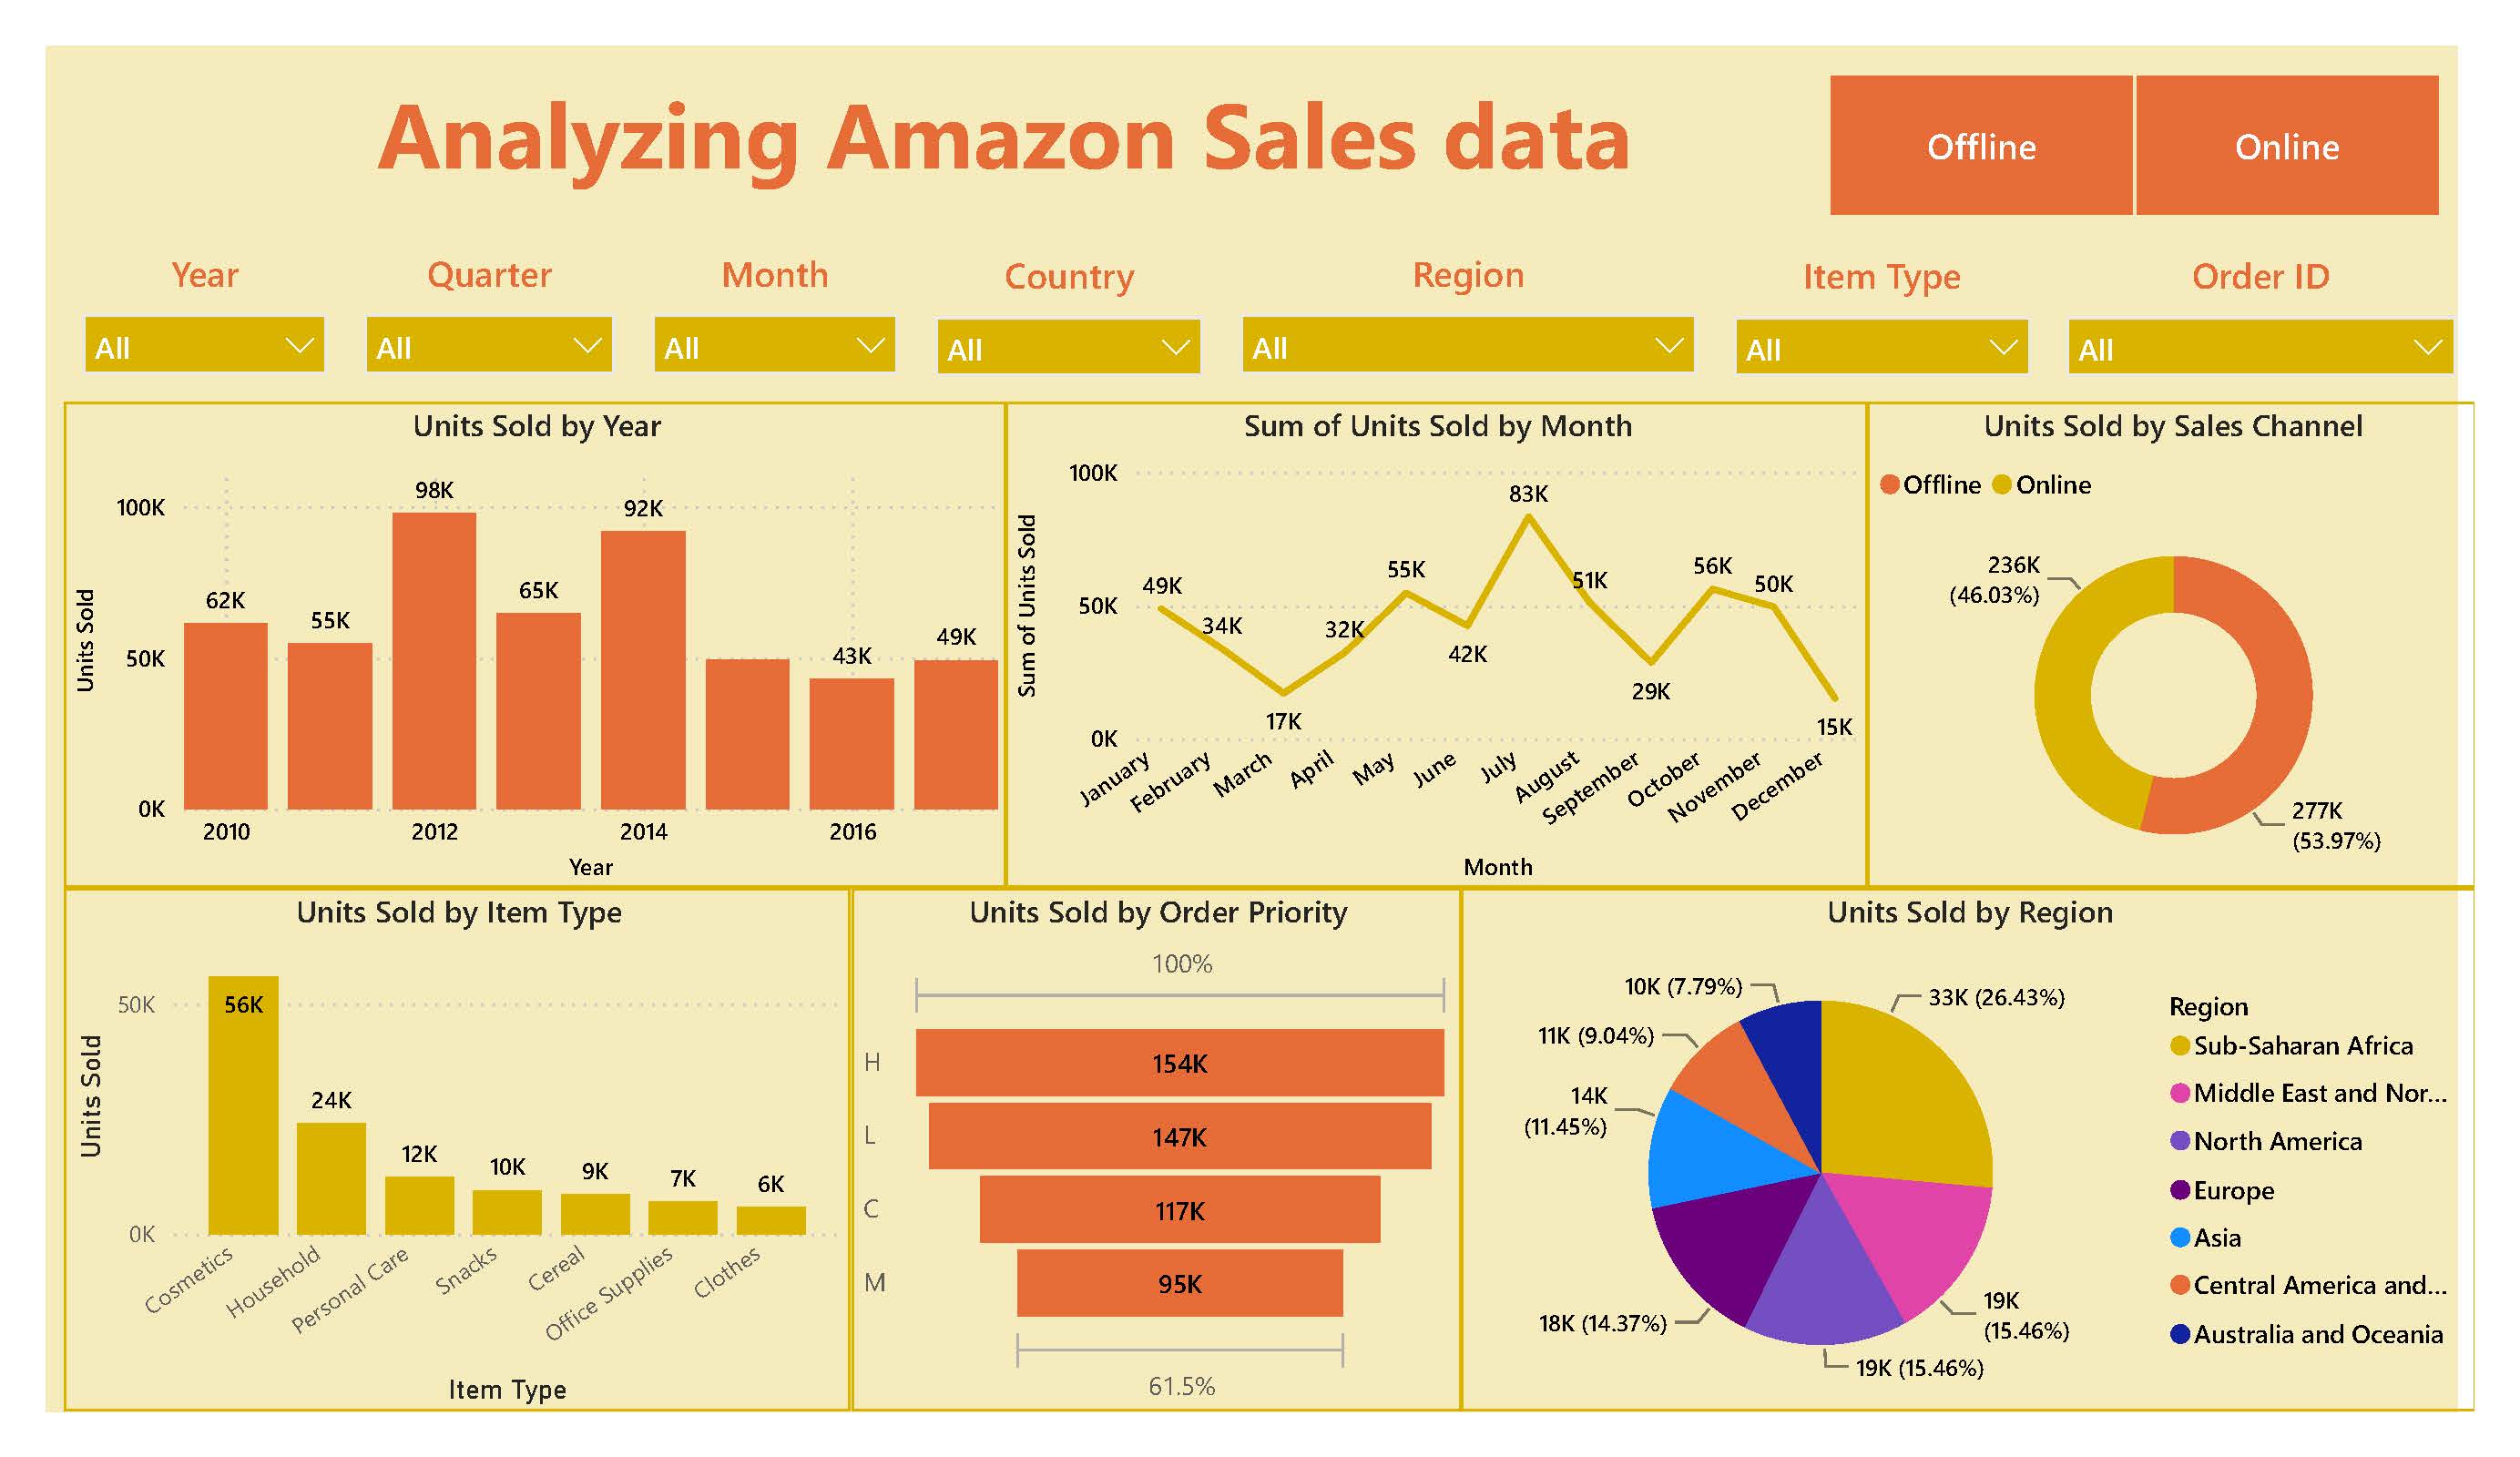 Analyzing Amazon Sales data
Offline
Online
Year
Quarter
Month
Country
Region
Item Type
Order ID
All
All
All
All
All
All
All
Units Sold by Year
100K
50K
0K
Units Sold
62K
55K
98K
65K
92K
43K
49K
2010
2012
2014
2016
Year
Sum of Units Sold by Month
100K
50K
0K
Sum of Units Sold
49K
34K
17K
32K
55K
42K
83K
51K
29K
56K
50K
15K
January
February
March
April
May
June
July
August
September
October
November
December
Month
Units Sold by Sales Channel
Offline
Online
236K
(46.03%)
277K
(53.97%)
Units Sold by Item Type
50K
0K
Units Sold
56K
24K
12K
10K
9K
7K
6K
Cosmetics
Household
Personal Care
Snacks
Cereal
Office Supplies
Clothes
Item Type
Units Sold by Order Priority
100%
H
154K
L
147K
C
117K
M
95K
61.5%
Units Sold by Region
10K (7.79%)
33K (26.43%)
11K (9.04%)
14K
(11.45%)
18K (14.37%)
19K (15.46%)
19K
(15.46%)
Region
Sub-Saharan Africa
Middle East and Nor...
North America
Europe
Asia
Central America and...
Australia and Oceania